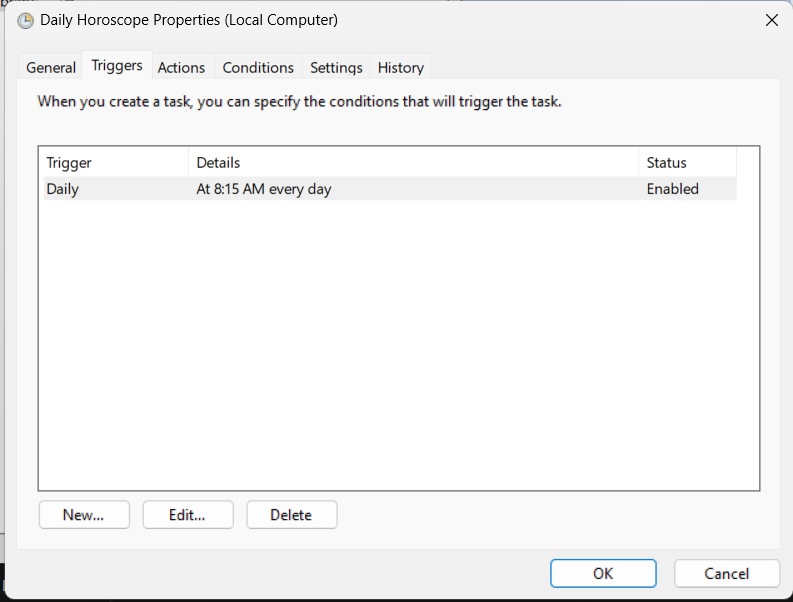 Daily Horoscope Properties (Local Computer)
General Triggers Actions Conditions Settings History
When you create a task, you can specify the conditions that will trigger the task.
Trigger Details Status
Daily At 8:15 AM every day Enabled
New... Edit... Delete
OK Cancel